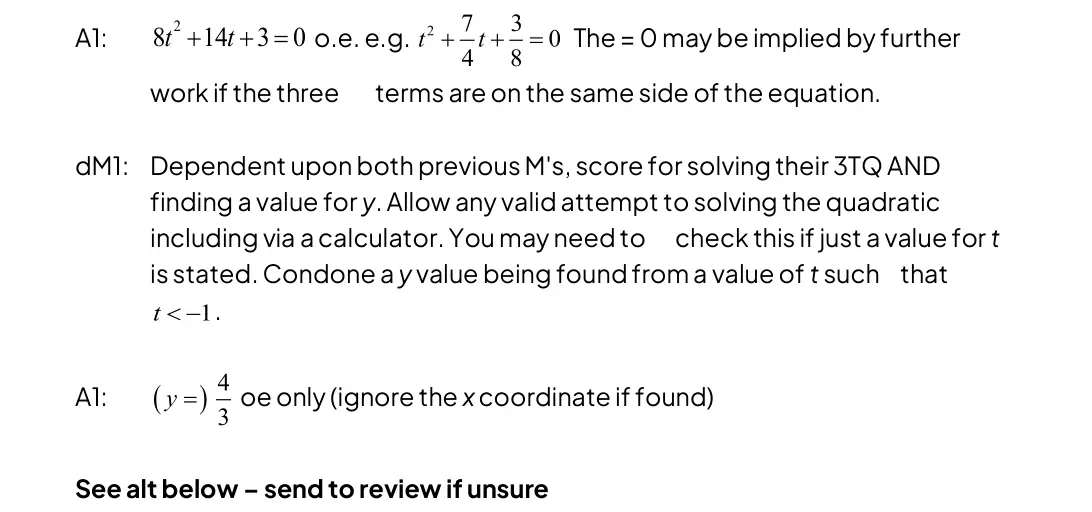 A1: 8t² +14t+3=0 o.e. e.g. t² + 7/4 t + 3/8 = 0 The = 0 may be implied by further
work if the three terms are on the same side of the equation.
dM1: Dependent upon both previous M's, score for solving their 3TQ AND
finding a value for y. Allow any valid attempt to solving the quadratic
including via a calculator. You may need to check this if just a value for t
is stated. Condone a y value being found from a value of t such that
t < −1.
A1: (y =) 4/3 oe only (ignore the x coordinate if found)
See alt below – send to review if unsure